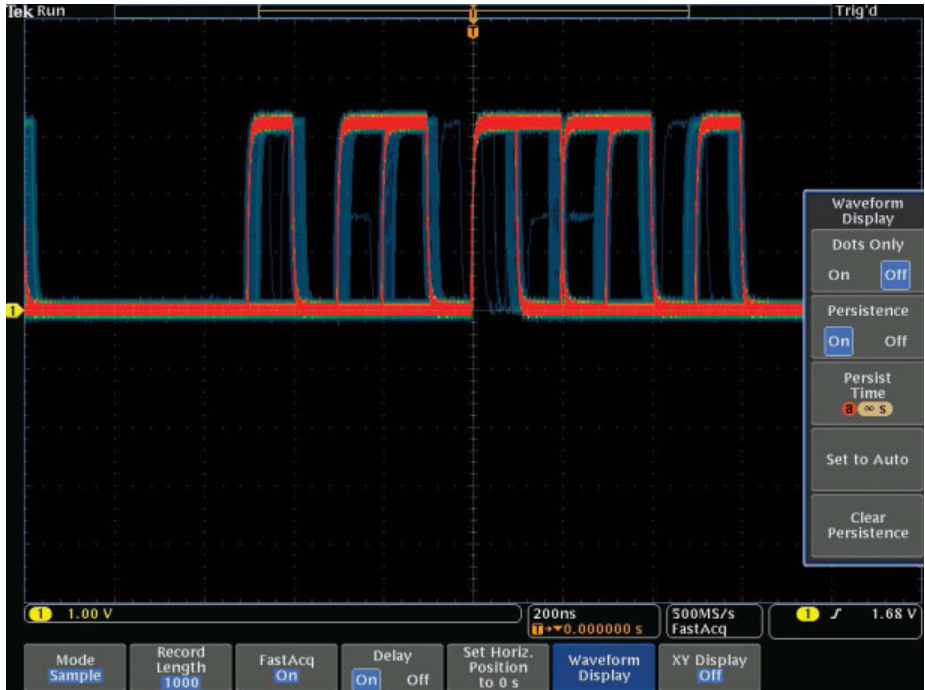 Tek Run
Trig'd
T
T
1
Waveform
Display
Dots Only
On Off
Persistence
On Off
Persist
Time
a ∞ s
Set to Auto
Clear
Persistence
1 1.00 V
200ns
T→▼0.000000 s
500MS/s
FastAcq
1 1.68 V
Mode
Sample
Record
Length
1000
FastAcq
On
Delay
On Off
Set Horiz.
Position
to 0 s
Waveform
Display
XY Display
Off